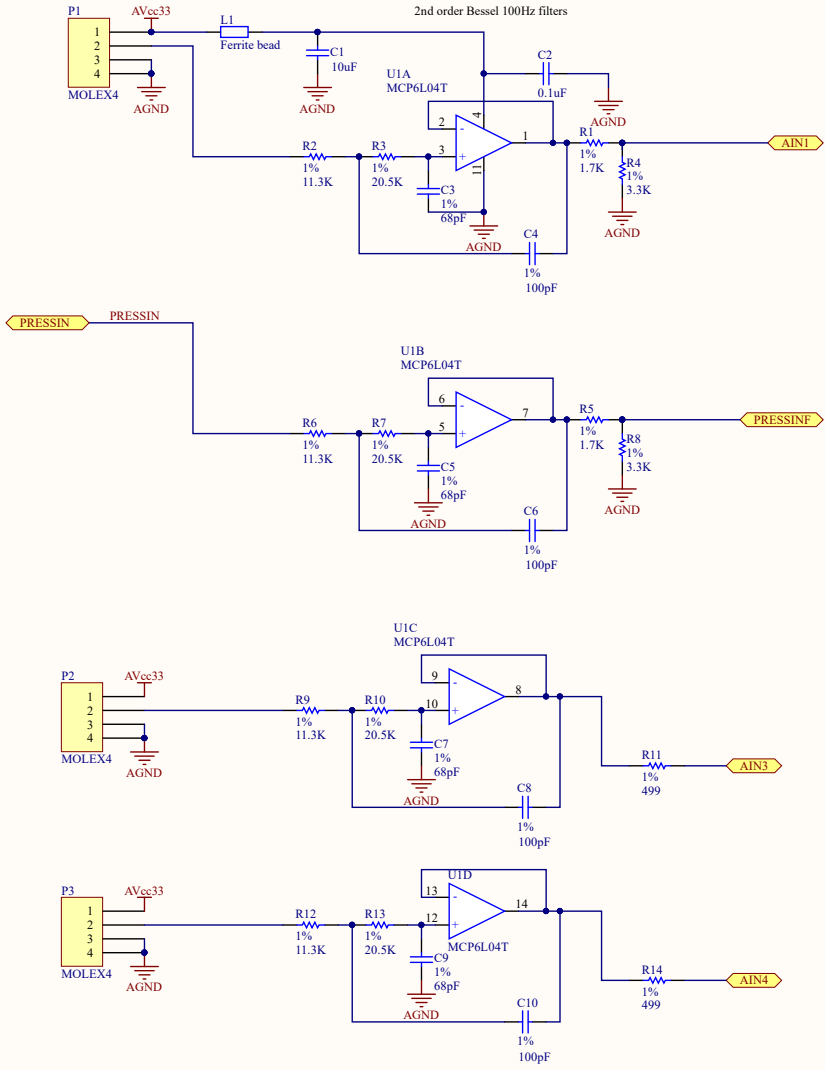 2nd order Bessel 100Hz filters
P1
AVcc33
1
2
3
4
MOLEX4
AGND
L1
Ferrite bead
C1
10uF
AGND
U1A
MCP6L04T
C2
0.1uF
AGND
2
-
3
+
4
11
1
R2
1%
11.3K
R3
1%
20.5K
C3
1%
68pF
AGND
C4
1%
100pF
R1
1%
1.7K
R4
1%
3.3K
AGND
AIN1
PRESSIN
PRESSIN
U1B
MCP6L04T
6
-
5
+
7
R6
1%
11.3K
R7
1%
20.5K
C5
1%
68pF
AGND
C6
1%
100pF
R5
1%
1.7K
R8
1%
3.3K
AGND
PRESSINF
P2
AVcc33
1
2
3
4
MOLEX4
AGND
U1C
MCP6L04T
9
-
10
+
8
R9
1%
11.3K
R10
1%
20.5K
C7
1%
68pF
AGND
C8
1%
100pF
R11
1%
499
AIN3
P3
AVcc33
1
2
3
4
MOLEX4
AGND
U1D
13
-
12
+
14
MCP6L04T
R12
1%
11.3K
R13
1%
20.5K
C9
1%
68pF
AGND
C10
1%
100pF
R14
1%
499
AIN4